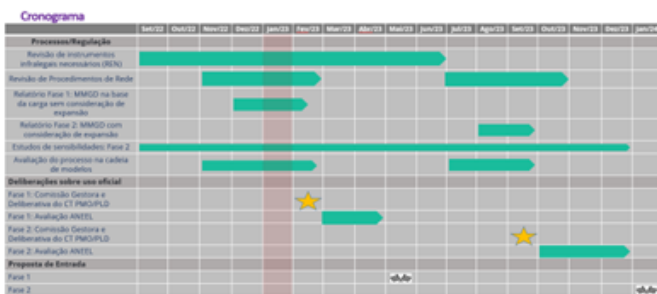 Cronograma
Set/22 Out/22 Nov/22 Dez/22 Jan/23 Fev/23 Mar/23 Abr/23 Mai/23 Jun/23 Jul/23 Ago/23 Set/23 Out/23 Nov/23 Dez/23 Jan/24
Processos/Regulação
Revisão de instrumentos
infralegais necessários (REN)
Revisão de Procedimentos de Rede
Relatório Fase 1: MMGD na base
da carga sem consideração de
expansão
Relatório Fase 2: MMGD com
consideração de expansão
Estudos de sensibilidades: Fase 2
Avaliação do processo na cadeia
de modelos
Deliberações sobre uso oficial
Fase 1: Comissão Gestora e
Deliberativa do CT PMO/PLD
Fase 1: Avaliação ANEEL
Fase 2: Comissão Gestora e
Deliberativa do CT PMO/PLD
Fase 2: Avaliação ANEEL
Proposta de Entrada
Fase 1
Fase 2